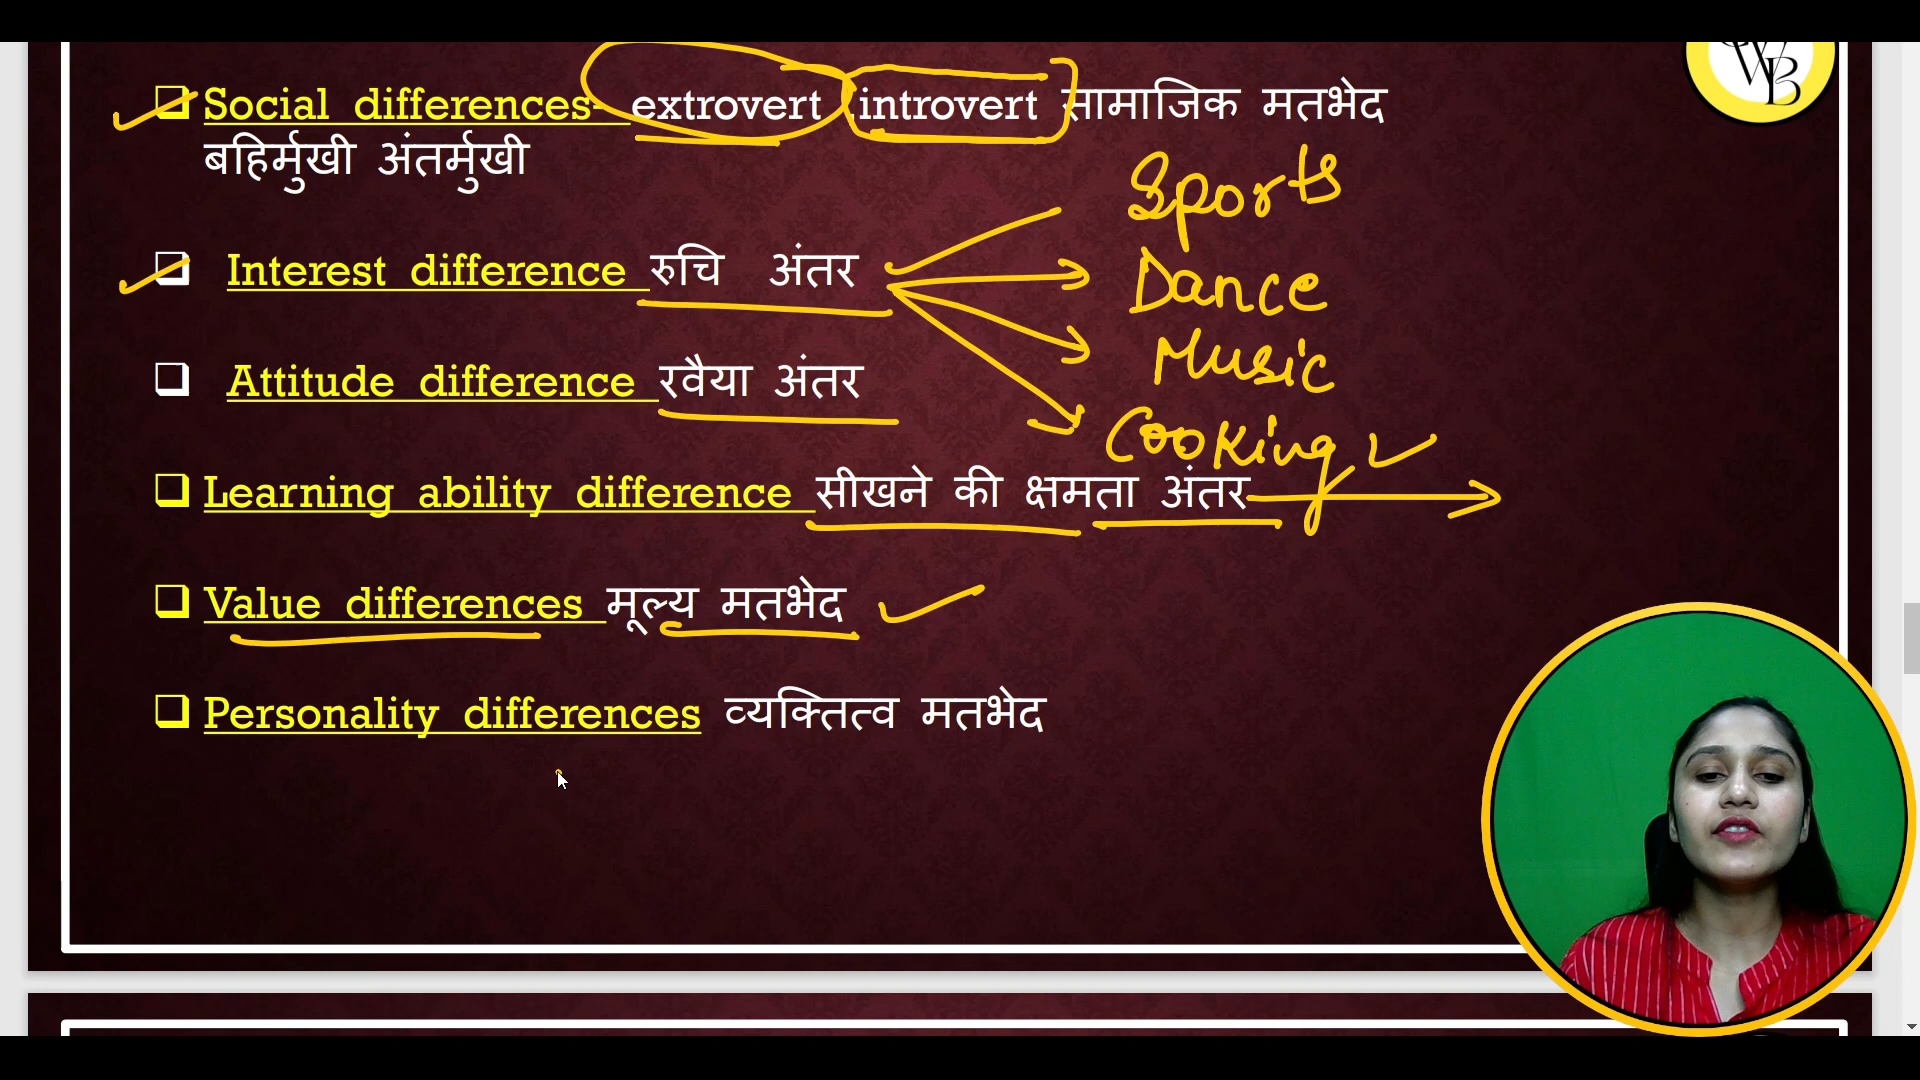 Social differences- extrovert introvert सामाजिक मतभेद
बहिर्मुखी अंतर्मुखी
Sports
Interest difference रुचि अंतर
Dance
Music
Attitude difference रवैया अंतर
Cooking
Learning ability difference सीखने की क्षमता अंतर
Value differences मूल्य मतभेद
Personality differences व्यक्तित्व मतभेद